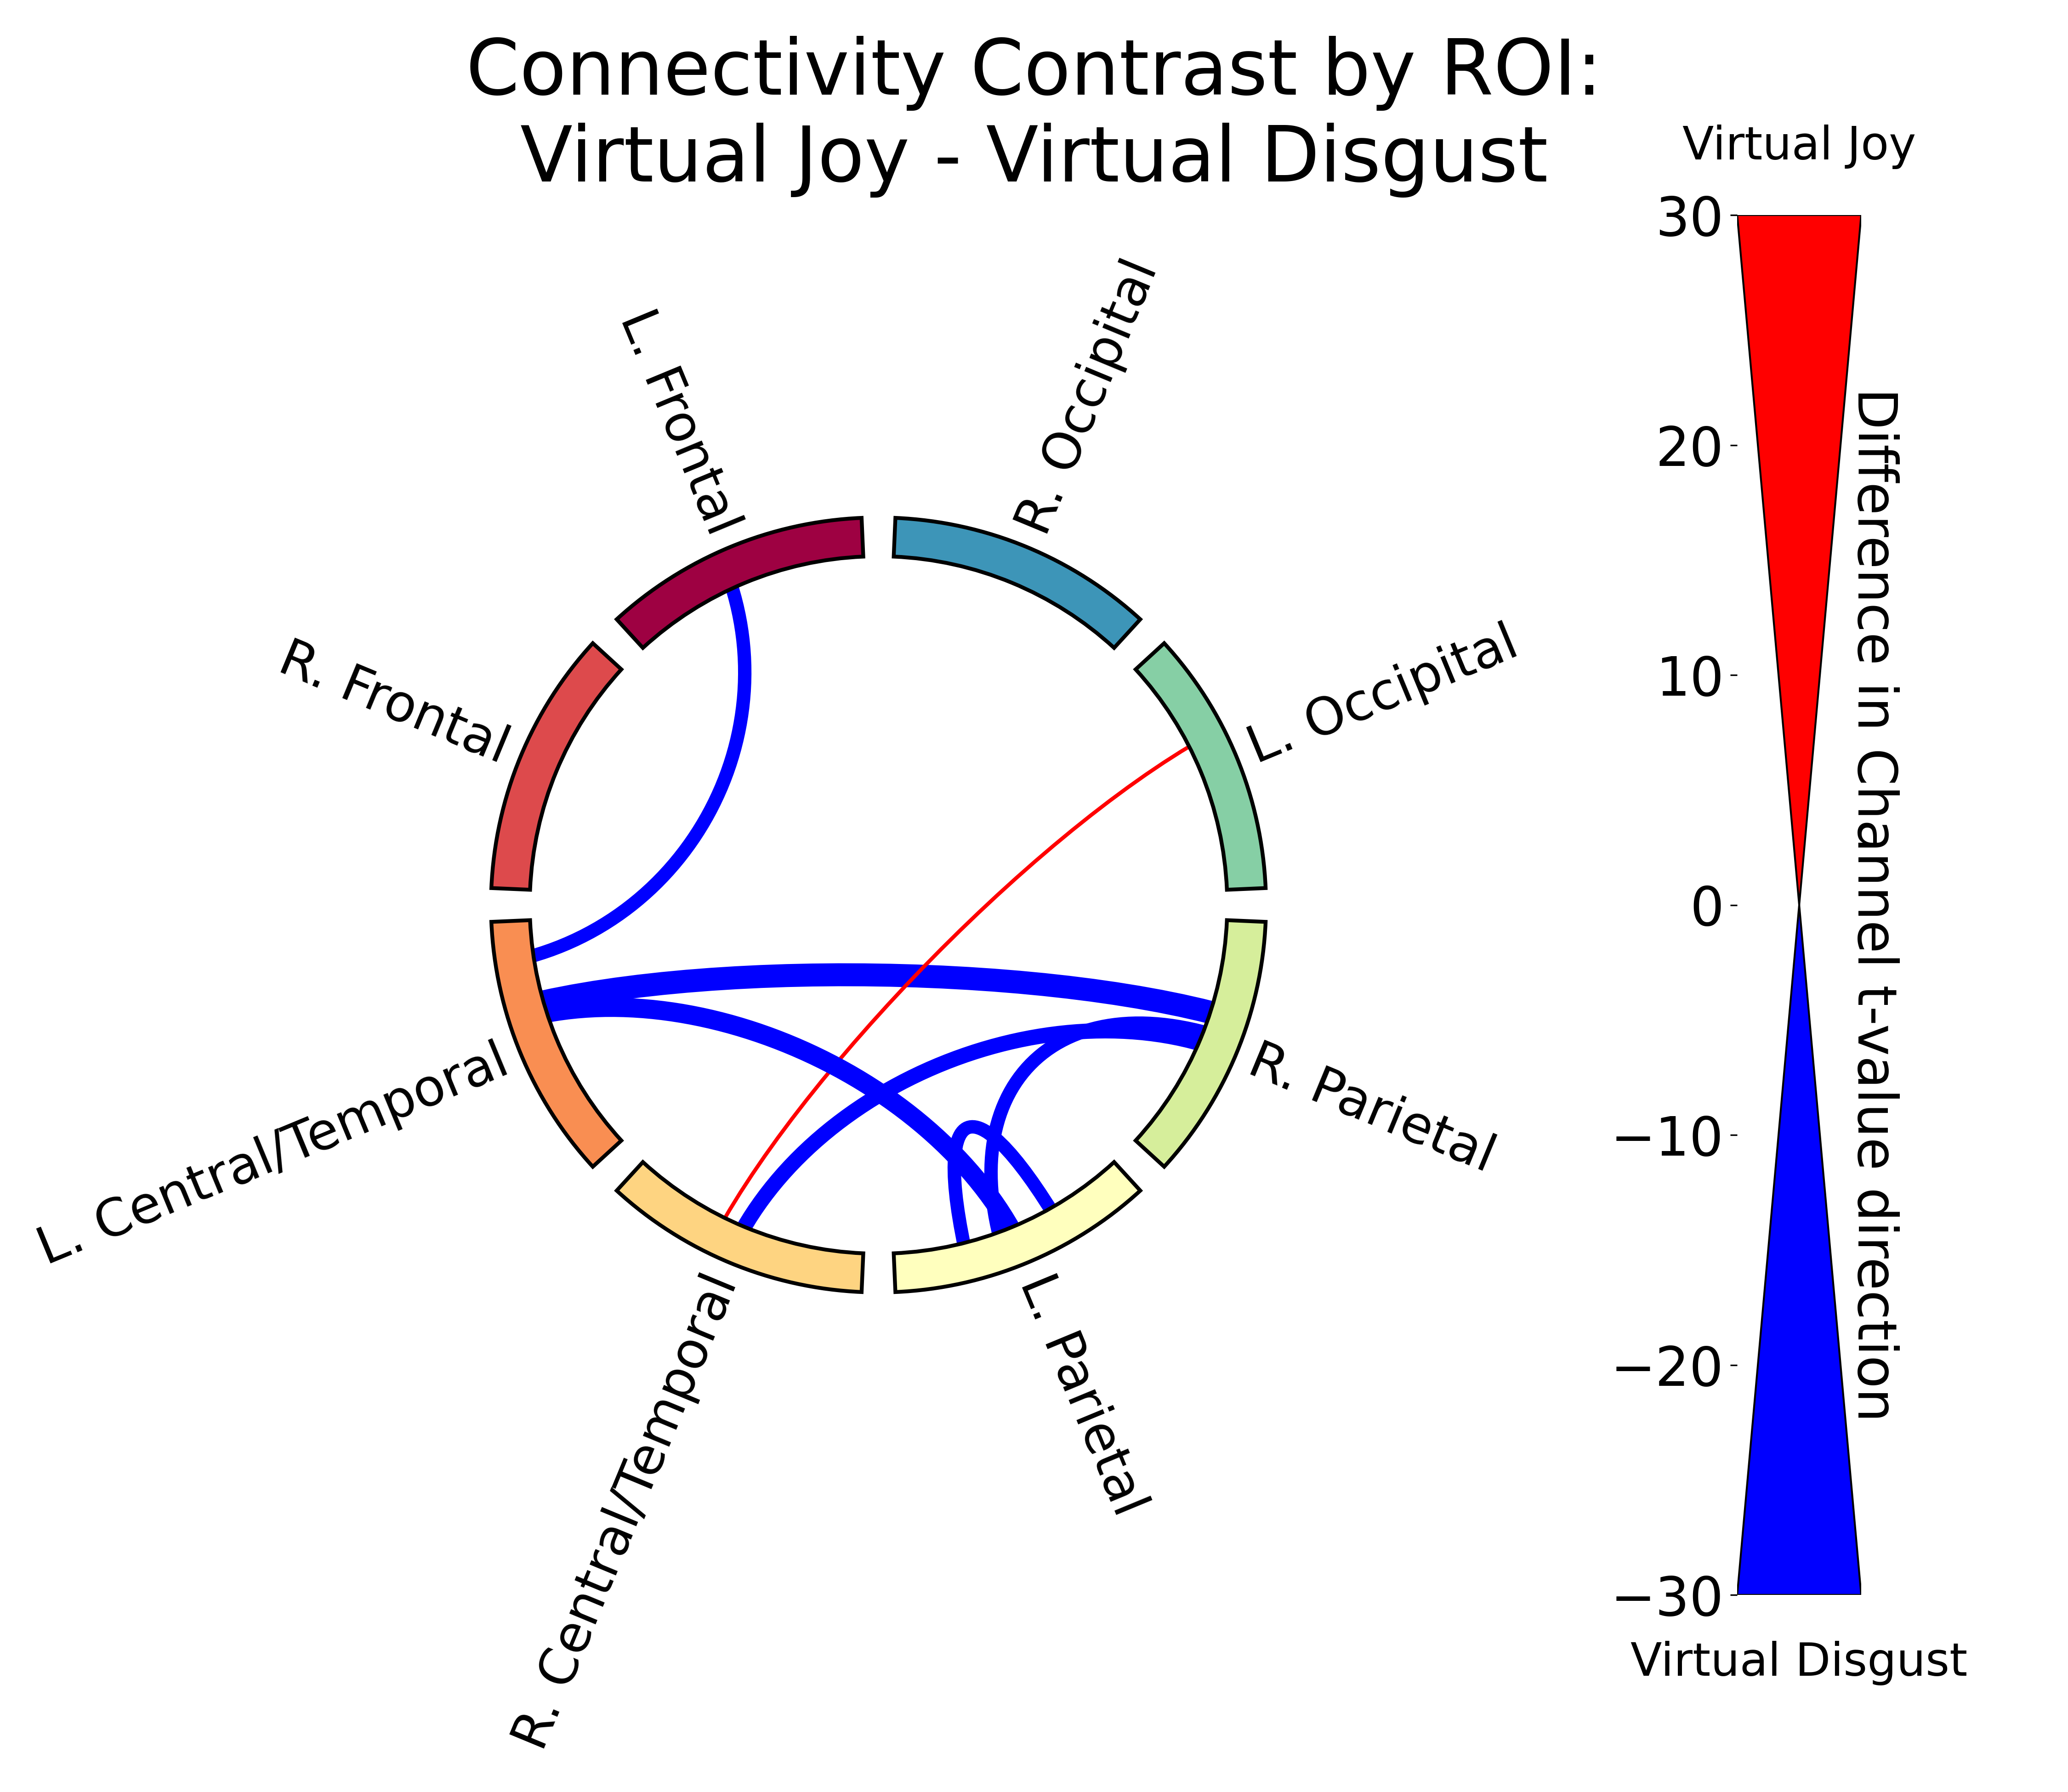 Connectivity Contrast by ROI:
Virtual Joy - Virtual Disgust
Virtual Joy
30
20
10
0
−10
−20
−30
Virtual Disgust
Difference in Channel t-value direction
R. Occipital
L. Frontal
L. Occipital
R. Frontal
R. Parietal
L. Central/Temporal
L. Parietal
R. Central/Temporal